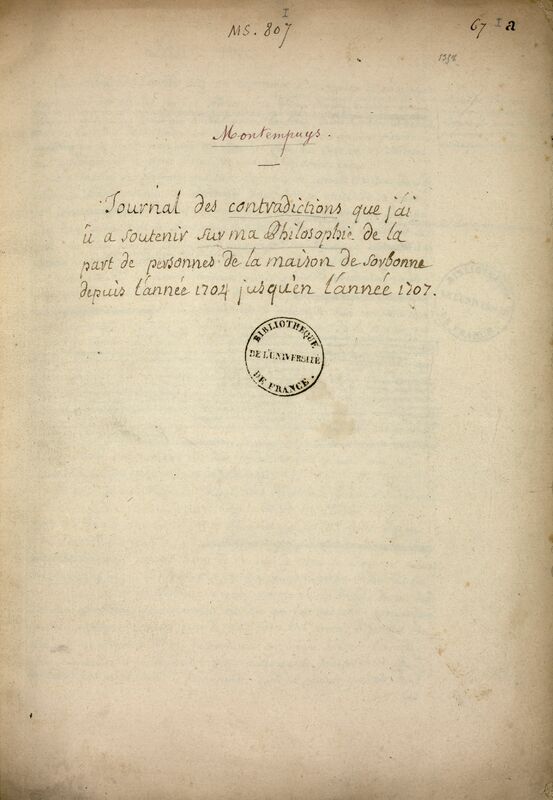 I
MS. 807
67 I a
Montempuys.
Journal des contradictions que j'ai
û a soutenir sur ma Philosophie de la
part de personnes de la maison de sorbonne
depuis l'année 1704 jusqu'en l'année 1707.
BIBLIOTHEQUE
DE L'UNIVERSITÉ
DE FRANCE.